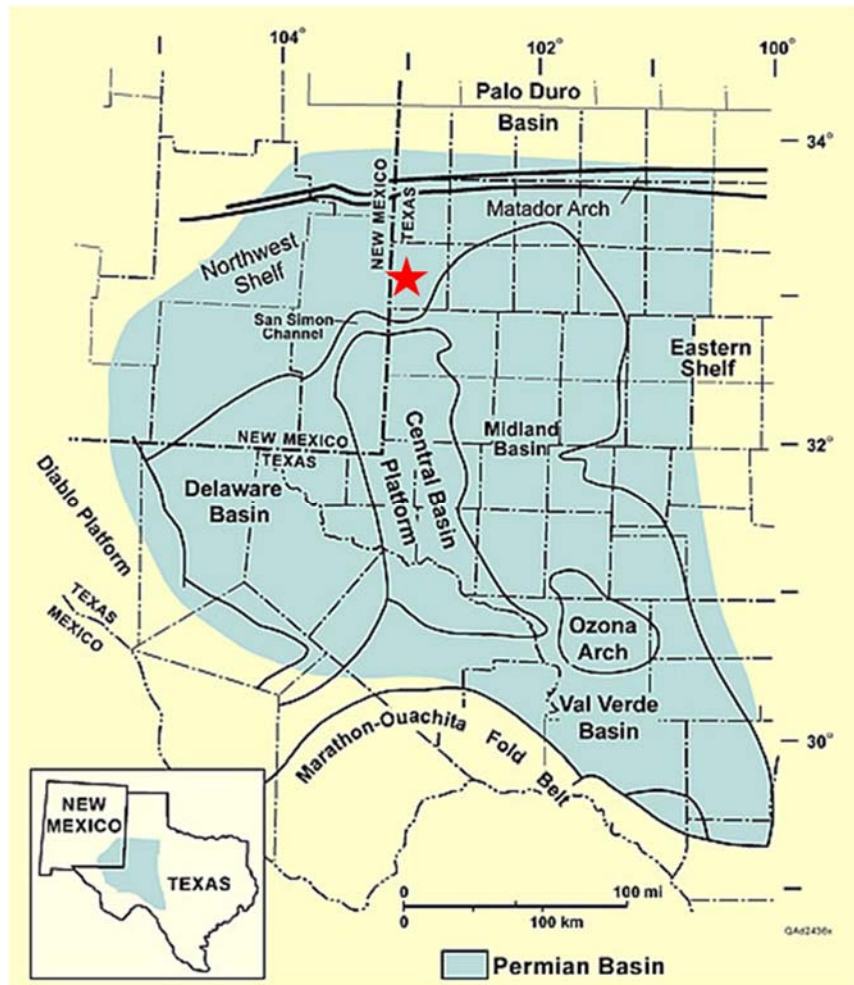 104°
102°
100°
Palo Duro
Basin
34°
NEW MEXICO
TEXAS
Matador Arch
Northwest
Shelf
San Simon
Channel
Eastern
Shelf
Midland
Basin
Central Basin
Platform
NEW MEXICO
TEXAS
32°
Delaware
Basin
Diablo Platform
TEXAS
MEXICO
Ozona
Arch
Val Verde
Basin
30°
Marathon-Ouachita Fold Belt
NEW
MEXICO
TEXAS
0 100 mi
0 100 km
QAd2436x
Permian Basin